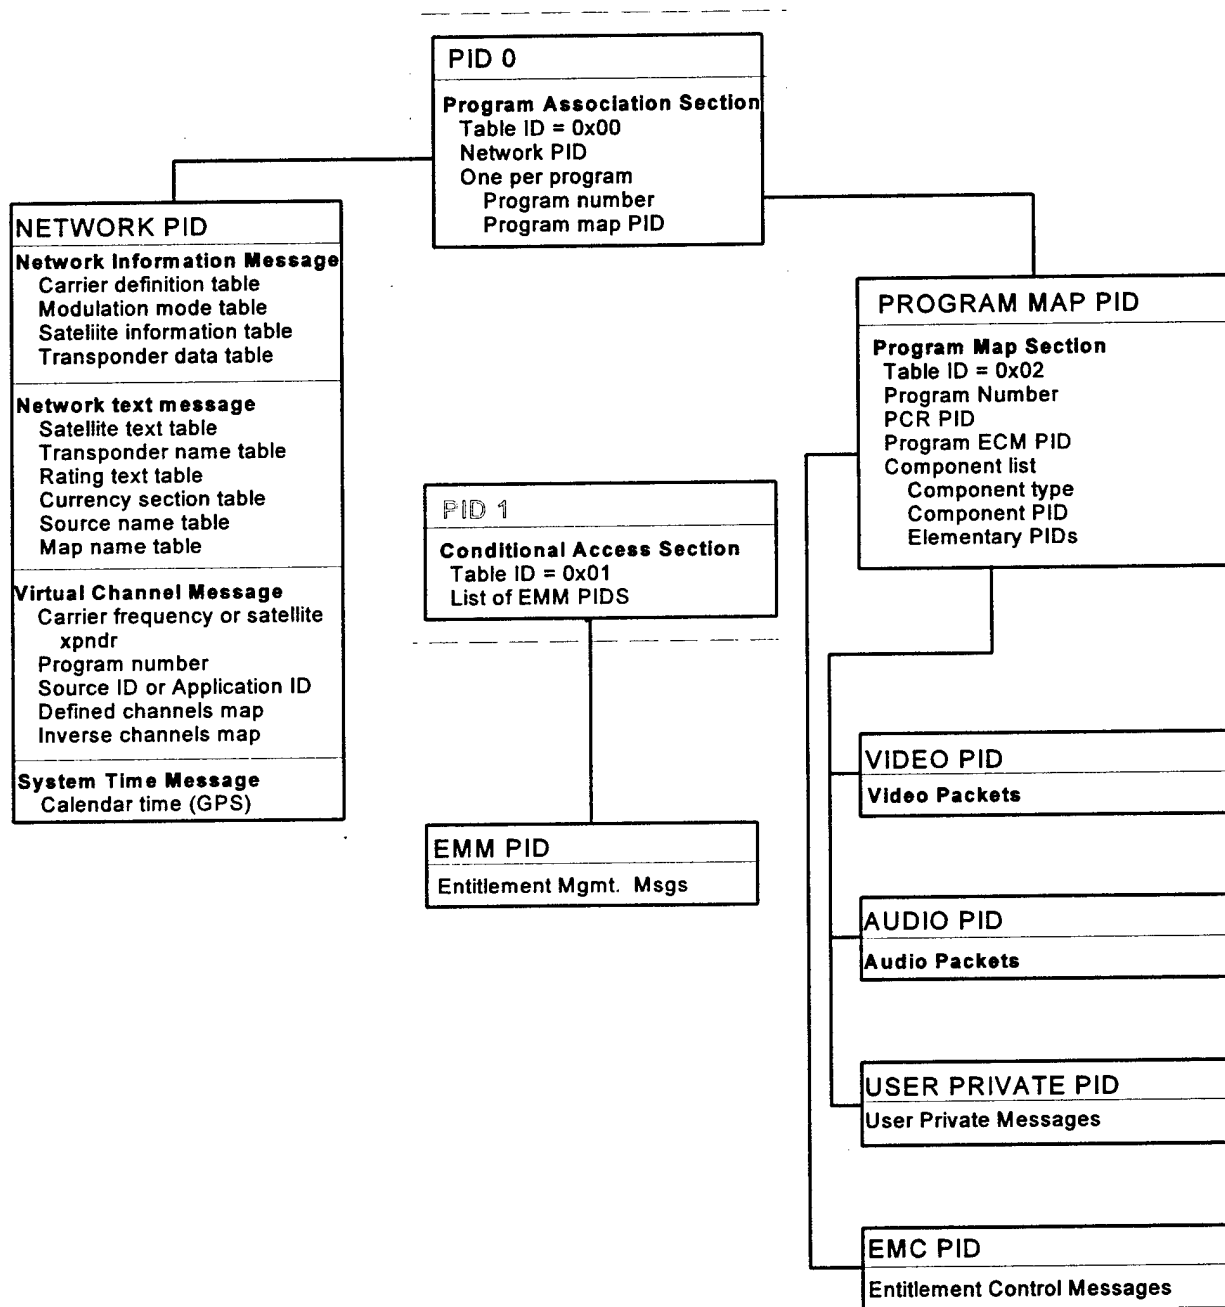 PID 0
Program Association Section
Table ID = 0x00
Network PID
One per program
Program number
Program map PID
NETWORK PID
Network Information Message
Carrier definition table
Modulation mode table
Satellite information table
Transponder data table
Network text message
Satellite text table
Transponder name table
Rating text table
Currency section table
Source name table
Map name table
Virtual Channel Message
Carrier frequency or satellite
xpndr
Program number
Source ID or Application ID
Defined channels map
Inverse channels map
System Time Message
Calendar time (GPS)
PID 1
Conditional Access Section
Table ID = 0x01
List of EMM PIDS
EMM PID
Entitlement Mgmt. Msgs
PROGRAM MAP PID
Program Map Section
Table ID = 0x02
Program Number
PCR PID
Program ECM PID
Component list
Component type
Component PID
Elementary PIDs
VIDEO PID
Video Packets
AUDIO PID
Audio Packets
USER PRIVATE PID
User Private Messages
EMC PID
Entitlement Control Messages